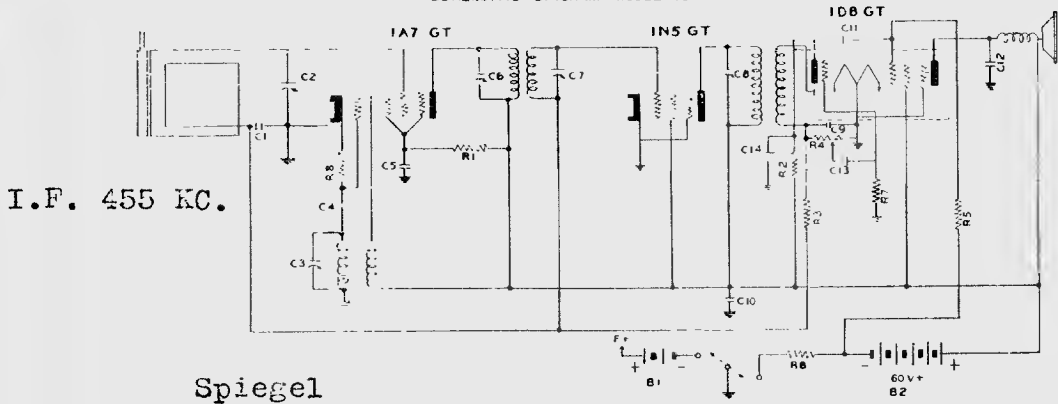 1D8 GT
C11
1A7 GT
1N5 GT
C2
C6
C7
C8
C12
C1
C9
R4
C14
C13
R1
C5
R8
R2
R7
I.F. 455 KC.
C4
R3
R5
C3
C10
F+
+ B1 -
R6
- 60V+ +
B2
Spiegel